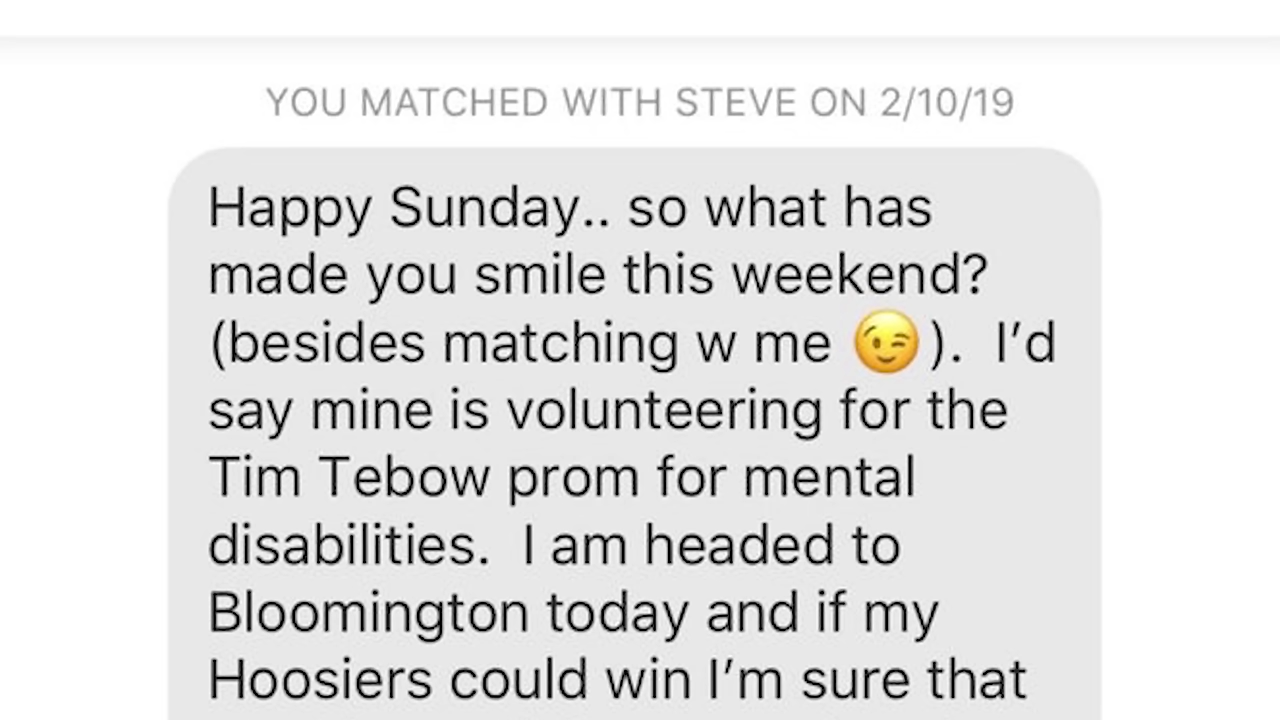 YOU MATCHED WITH STEVE ON 2/10/19
Happy Sunday.. so what has
made you smile this weekend?
(besides matching w me 😉).  I’d
say mine is volunteering for the
Tim Tebow prom for mental
disabilities.  I am headed to
Bloomington today and if my
Hoosiers could win I’m sure that